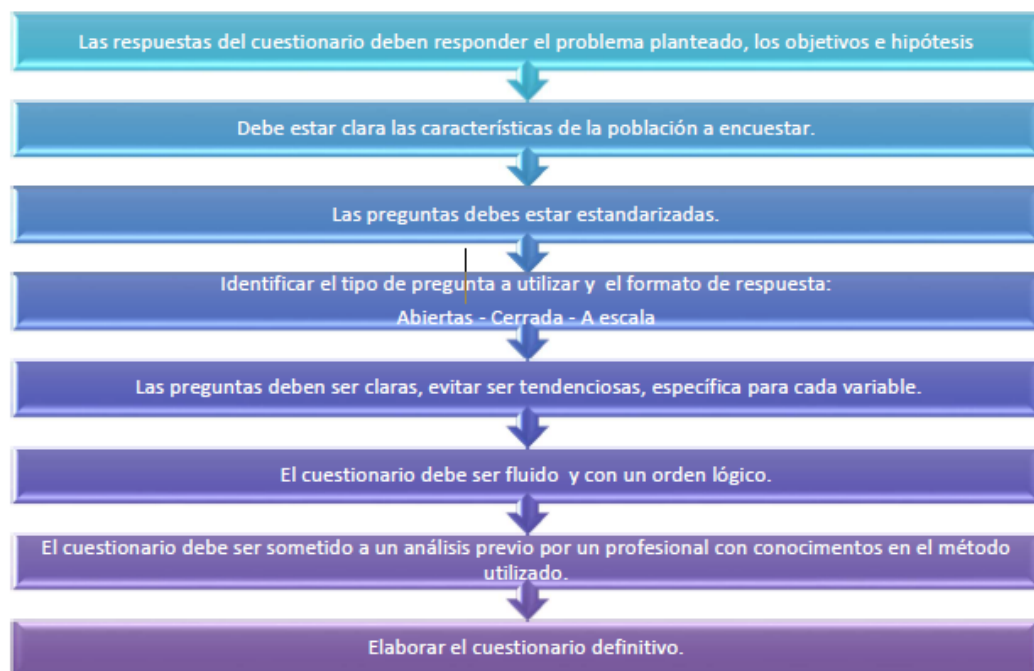 Las respuestas del cuestionario deben responder el problema planteado, los objetivos e hipótesis
Debe estar clara las características de la población a encuestar.
Las preguntas debes estar estandarizadas.
Identificar el tipo de pregunta a utilizar y el formato de respuesta:
Abiertas - Cerrada - A escala
Las preguntas deben ser claras, evitar ser tendenciosas, específica para cada variable.
El cuestionario debe ser fluido y con un orden lógico.
El cuestionario debe ser sometido a un análisis previo por un profesional con conocimentos en el método
utilizado.
Elaborar el cuestionario definitivo.